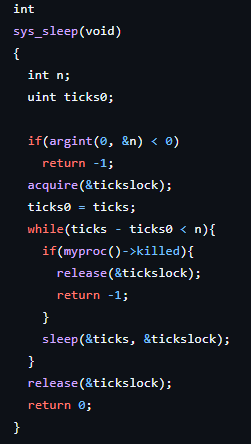 int
sys_sleep(void)
{
  int n;
  uint ticks0;

  if(argint(0, &n) < 0)
    return -1;
  acquire(&tickslock);
  ticks0 = ticks;
  while(ticks - ticks0 < n){
    if(myproc()->killed){
      release(&tickslock);
      return -1;
    }
    sleep(&ticks, &tickslock);
  }
  release(&tickslock);
  return 0;
}